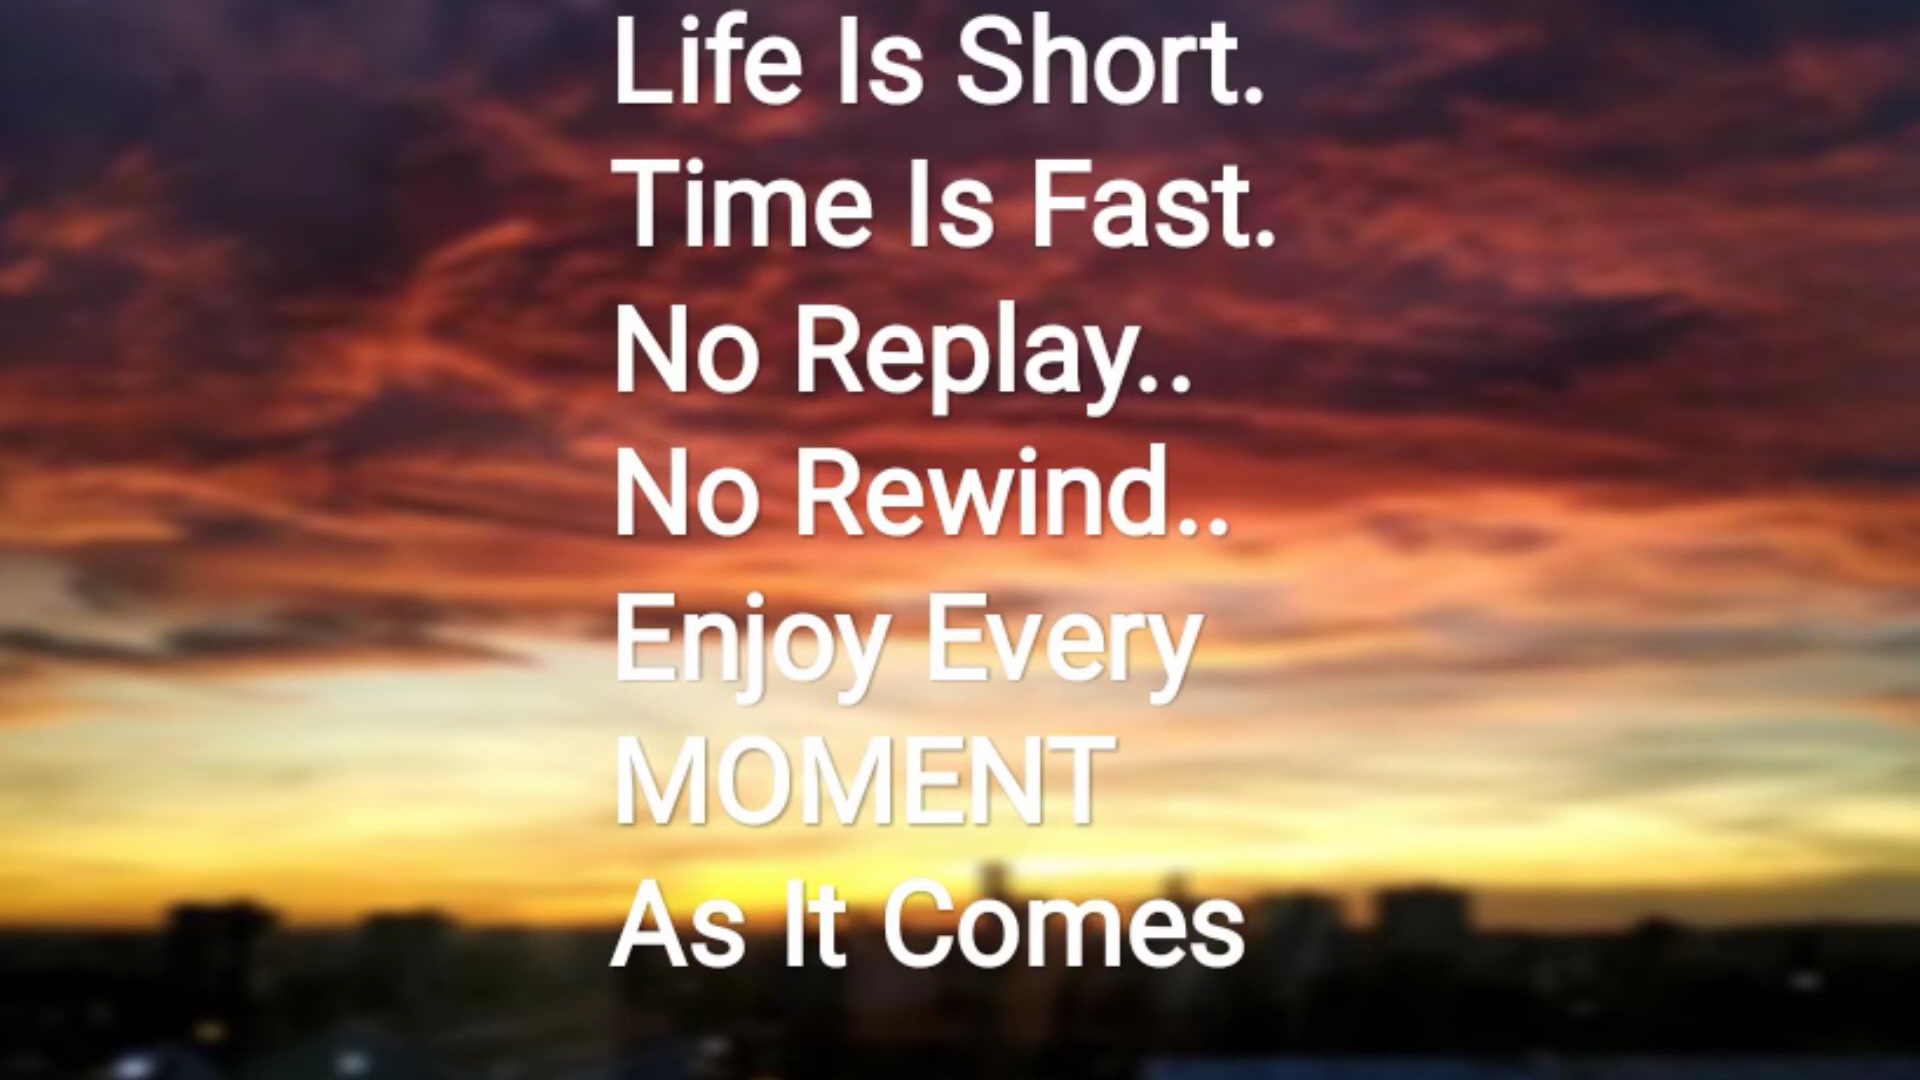 Life Is Short.
Time Is Fast.
No Replay..
No Rewind..
Enjoy Every
MOMENT
As It Comes